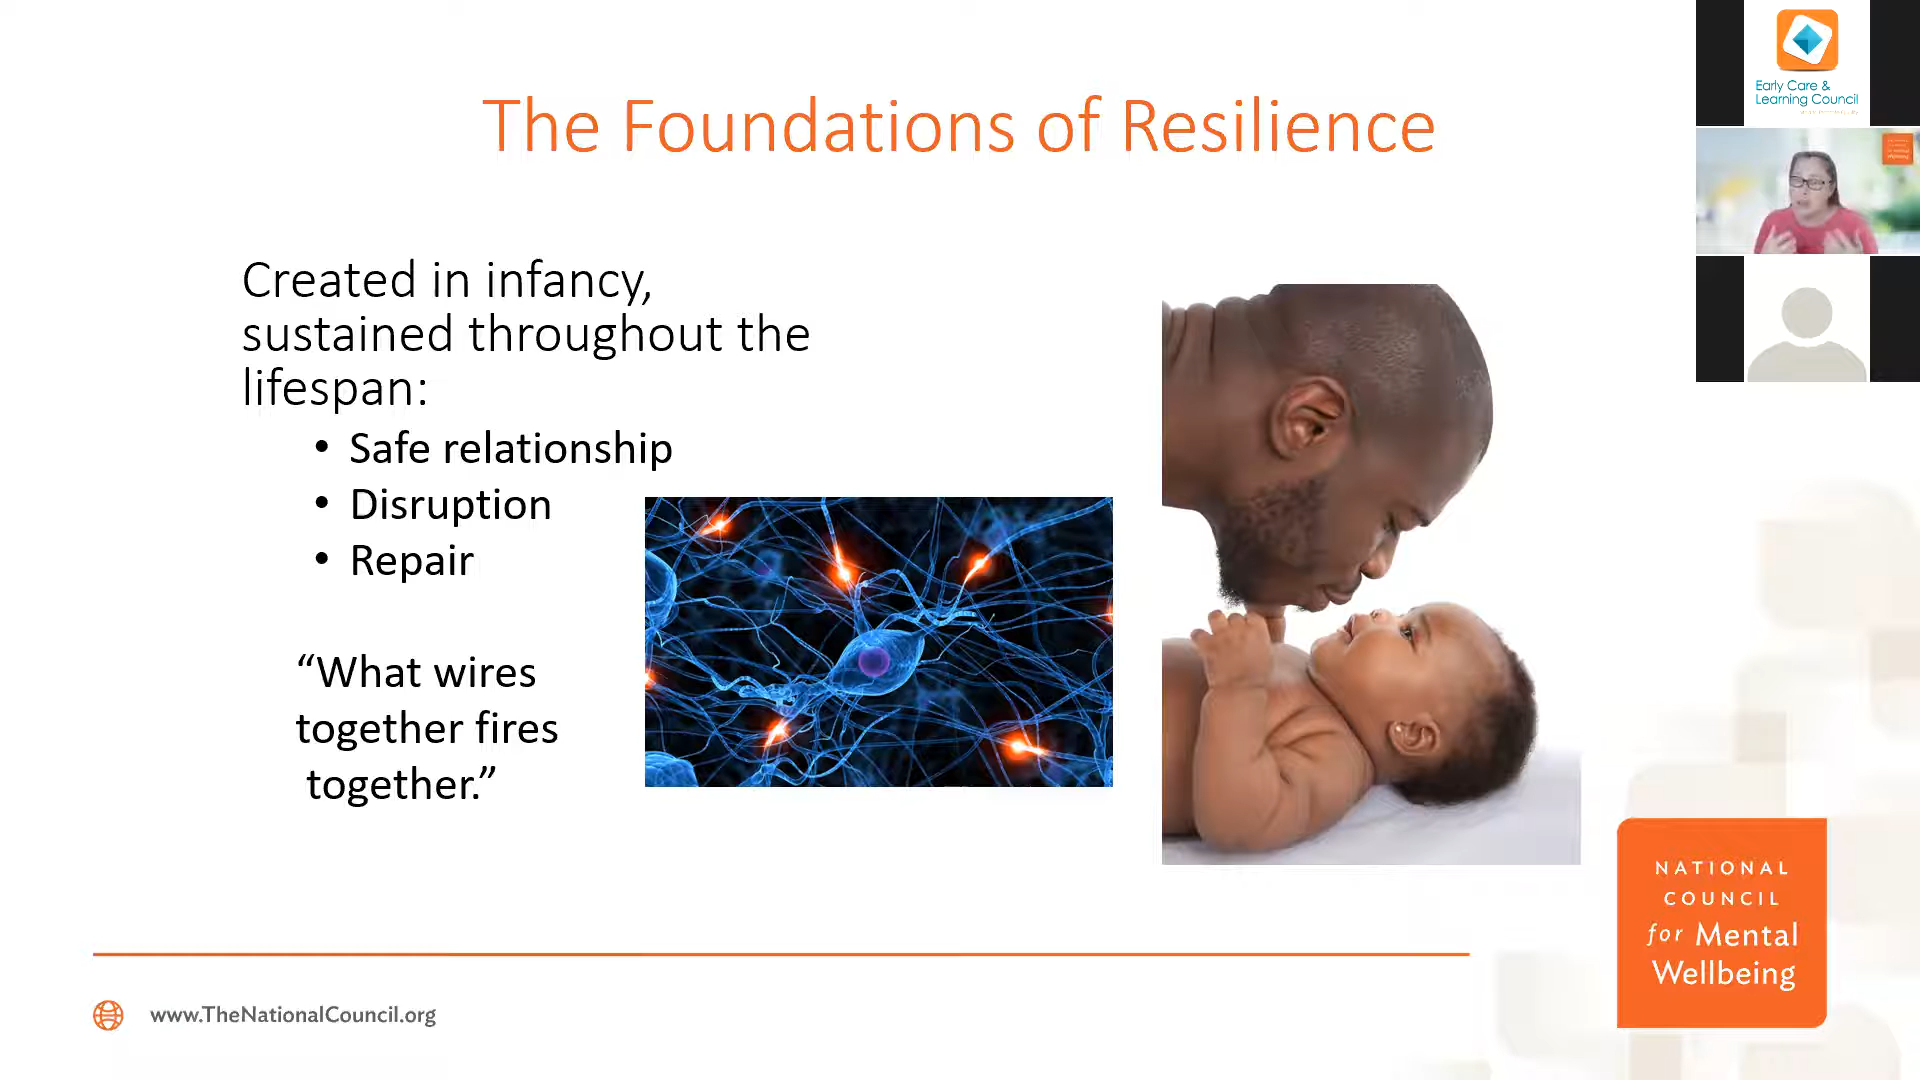 The Foundations of Resilience
Early Care &
Learning Council
Created in infancy,
sustained throughout the
lifespan:
• Safe relationship
• Disruption
• Repair
“What wires
together fires
together.”
NATIONAL
COUNCIL
for Mental
Wellbeing
www.TheNationalCouncil.org